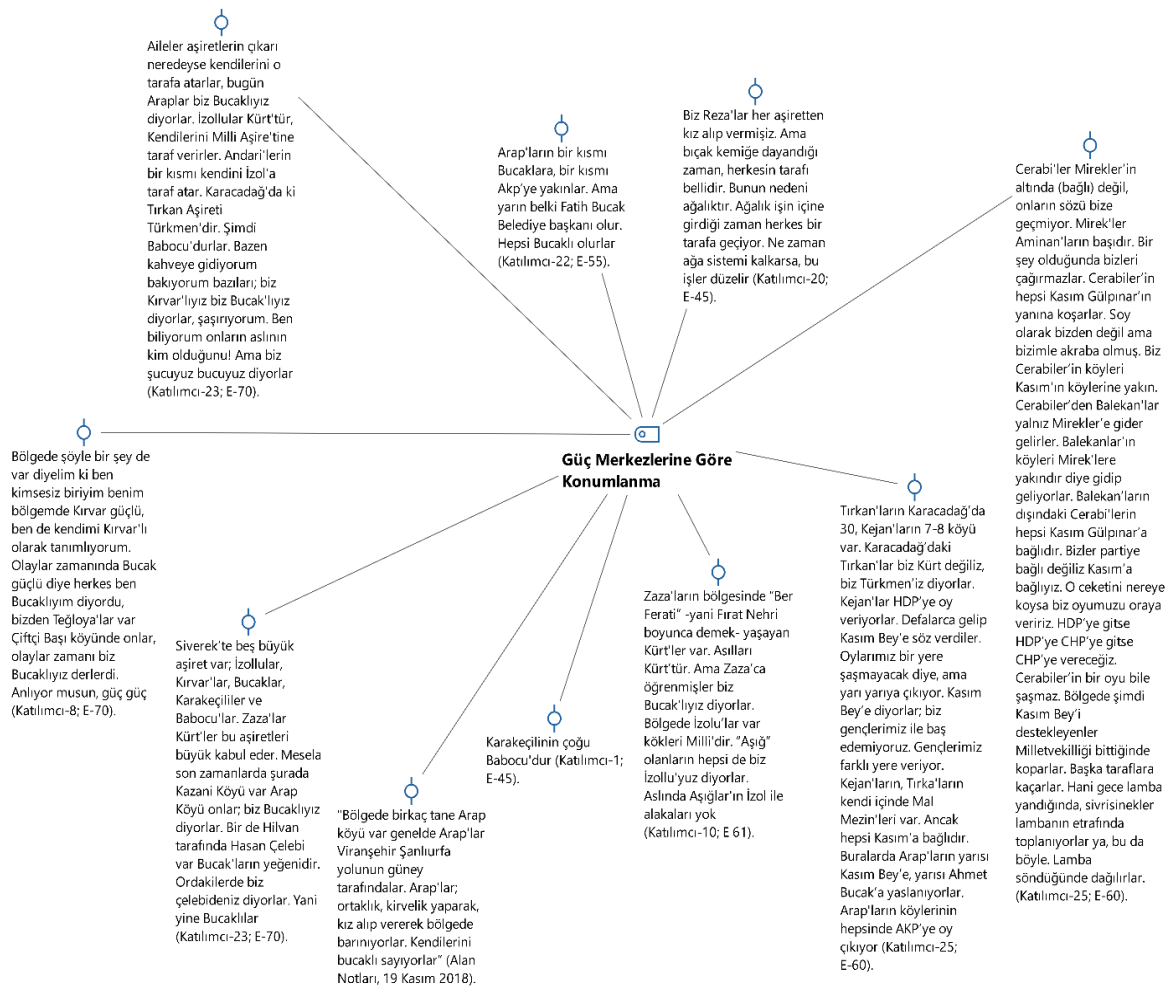 Aileler aşiretlerin çıkarı
neredeyse kendilerini o
tarafa atarlar, bugün
Araplar biz Bucaklıyız
diyorlar. İzollular Kürt'tür,
Kendilerini Milli Aşire'tine
taraf verirler. Andari'lerin
bir kısmı kendini İzol'a
taraf atar. Karacadağ'da ki
Tırkan Aşireti
Türkmen'dir. Şimdi
Babocu'durlar. Bazen
kahveye gidiyorum
bakıyorum bazıları; biz
Kırvar'lıyız biz Bucak'lıyız
diyorlar, şaşırıyorum. Ben
biliyorum onların aslının
kim olduğunu! Ama biz
şucuyuz bucuyuz diyorlar
(Katılımcı-23; E-70).
Arap'ların bir kısmı
Bucaklara, bir kısmı
Akp'ye yakınlar. Ama
yarın belki Fatih Bucak
Belediye başkanı olur.
Hepsi Bucaklı olurlar
(Katılımcı-22; E-55).
Biz Reza'lar her aşiretten
kız alıp vermişiz. Ama
bıçak kemiğe dayandığı
zaman, herkesin tarafı
bellidir. Bunun nedeni
ağalıktır. Ağalık işin içine
girdiği zaman herkes bir
tarafa geçiyor. Ne zaman
ağa sistemi kalkarsa, bu
işler düzelir (Katılımcı-20;
E-45).
Cerabi'ler Mirekler'in
altında (bağlı) değil,
onların sözü bize
geçmiyor. Mirek'ler
Aminan'ların başıdır. Bir
şey olduğunda bizleri
çağırmazlar. Cerabiler'in
hepsi Kasım Gülpınar'ın
yanına koşarlar. Soy
olarak bizden değil ama
bizimle akraba olmuş. Biz
Cerabiler'in köyleri
Kasım'ın köylerine yakın.
Cerabiler'den Balekan'lar
yalnız Mirekler'e gider
gelirler. Balekanlar'ın
köyleri Mirek'lere
yakındır diye gidip
geliyorlar. Balekan'ların
dışındaki Cerabi'lerin
hepsi Kasım Gülpınar'a
bağlıdır. Bizler partiye
bağlı değiliz Kasım'a
bağlıyız. O ceketini nereye
koysa biz oyumuzu oraya
veririz. HDP'ye gitse
HDP'ye CHP'ye gitse
CHP'ye vereceğiz.
Cerabiler'in bir oyu bile
şaşmaz. Bölgede şimdi
Kasım Bey'i
destekleyenler
Milletvekilliği bittiğinde
koparlar. Başka taraflara
kaçarlar. Hani gece lamba
yandığında, sivrisinekler
lambanın etrafında
toplanıyorlar ya, bu da
böyle. Lamba
söndüğünde dağılırlar.
(Katılımcı-25; E-60).
Güç Merkezlerine Göre
Konumlanma
Bölgede şöyle bir şey de
var diyelim ki ben
kimsesiz biriyim benim
bölgemde Kırvar güçlü,
ben de kendimi Kırvar'lı
olarak tanımlıyorum.
Olaylar zamanında Bucak
güçlü diye herkes ben
Bucaklıyım diyordu,
bizden Teğloya'lar var
Çiftçi Başı köyünde onlar,
olaylar zamanı biz
Bucaklıyız derlerdi.
Anlıyor musun, güç güç
(Katılımcı-8; E-70).
Siverek'te beş büyük
aşiret var; İzollular,
Kırvar'lar, Bucaklar,
Karakeçililer ve
Babocu'lar. Zaza'lar
Kürt'ler bu aşiretleri
büyük kabul eder. Mesela
son zamanlarda şurada
Kazani Köyü var Arap
Köyü onlar; biz Bucaklıyız
diyorlar. Bir de Hilvan
tarafında Hasan Çelebi
var Bucak'ların yeğenidir.
Ordakilerde biz
çelebideniz diyorlar. Yani
yine Bucaklılar
(Katılımcı-23; E-70).
"Bölgede birkaç tane Arap
köyü var genelde Arap'lar
Viranşehir Şanlıurfa
yolunun güney
tarafındalar. Arap'lar;
ortaklık, kirvelik yaparak,
kız alıp vererek bölgede
barınıyorlar. Kendilerini
bucaklı sayıyorlar" (Alan
Notları, 19 Kasım 2018).
Karakeçilinin çoğu
Babocu'dur (Katılımcı-1;
E-45).
Zaza'ların bölgesinde "Ber
Ferati" -yani Fırat Nehri
boyunca demek- yaşayan
Kürt'ler var. Asılları
Kürt'tür. Ama Zaza'ca
öğrenmişler biz
Bucak'lıyız diyorlar.
Bölgede İzolu'lar var
kökleri Milli'dir. "Aşığ"
olanların hepsi de biz
İzollu'yuz diyorlar.
Aslında Aşığlar'ın İzol ile
alakaları yok
(Katılımcı-10; E 61).
Tırkan'ların Karacadağ'da
30, Kejan'ların 7-8 köyü
var. Karacadağ'daki
Tırkan'lar biz Kürt değiliz,
biz Türkmen'iz diyorlar.
Kejan'lar HDP'ye oy
veriyorlar. Defalarca gelip
Kasım Bey'e söz verdiler.
Oylarımız bir yere
şaşmayacak diye, ama
yarı yarıya çıkıyor. Kasım
Bey'e diyorlar; biz
gençlerimiz ile baş
edemiyoruz. Gençlerimiz
farklı yere veriyor.
Kejan'ların, Tırka'ların
kendi içinde Mal
Mezin'leri var. Ancak
hepsi Kasım'a bağlıdır.
Buralarda Arap'ların yarısı
Kasım Bey'e, yarısı Ahmet
Bucak'a yaslanıyorlar.
Arap'ların köylerinin
hepsinde AKP'ye oy
çıkıyor (Katılımcı-25;
E-60).